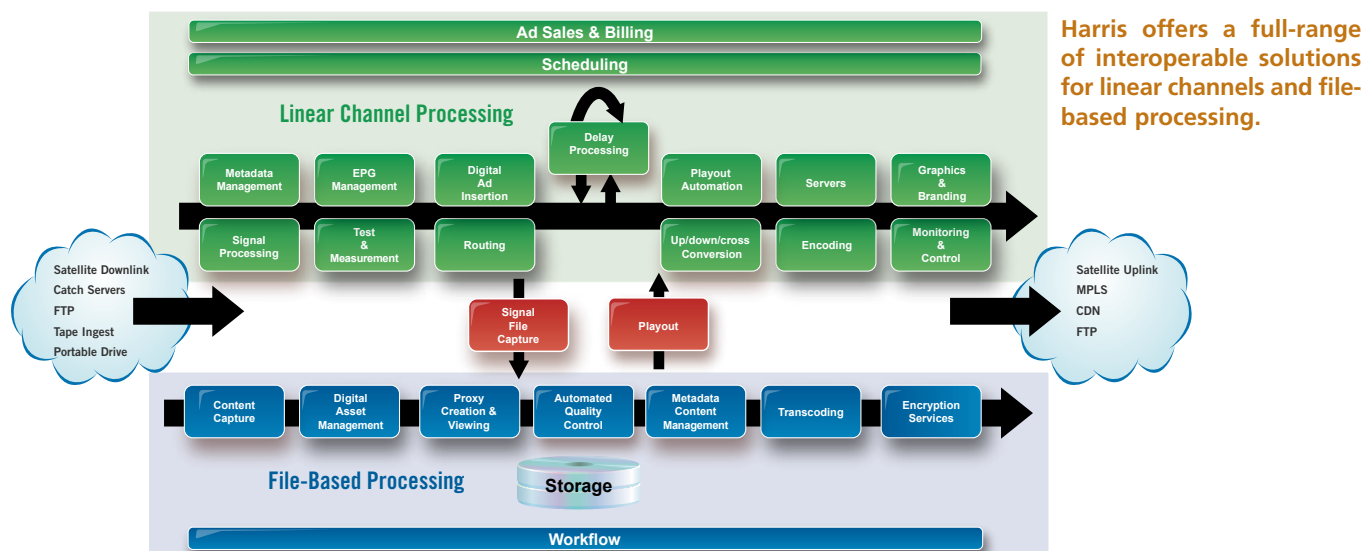 Ad Sales & Billing
Scheduling
Harris offers a full-range
of interoperable solutions
for linear channels and file-
based processing.
Linear Channel Processing
Delay
Processing
Metadata
Management
EPG
Management
Digital
Ad
Insertion
Playout
Automation
Servers
Graphics
&
Branding
Signal
Processing
Test
&
Measurement
Routing
Up/down/cross
Conversion
Encoding
Monitoring
&
Control
Satellite Downlink
Catch Servers
FTP
Tape Ingest
Portable Drive
Signal
File
Capture
Playout
Satellite Uplink
MPLS
CDN
FTP
Content
Capture
Digital
Asset
Management
Proxy
Creation &
Viewing
Automated
Quality
Control
Metadata
Content
Management
Transcoding
Encryption
Services
File-Based Processing
Storage
Workflow